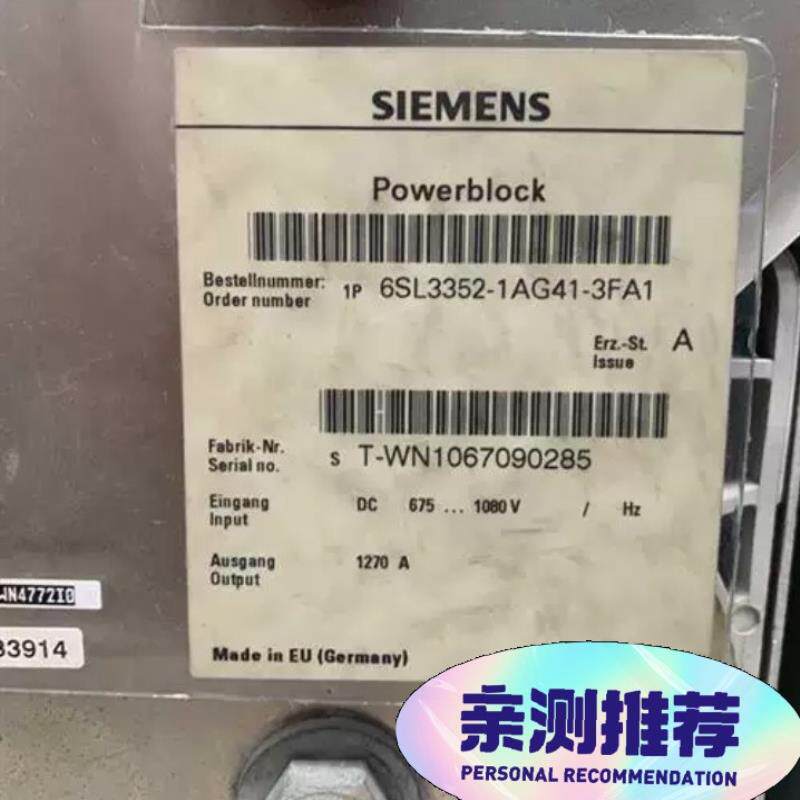 SIEMENS
Powerblock
Bestellnummer: 1P 6SL3352-1AG41-3FA1
Order number
Erz.-St. A
Issue
Fabrik-Nr. S T-WN1067090285
Serial no.
Eingang DC 675 ... 1080 V / Hz
Input
Ausgang 1270 A
Output
Made in EU (Germany)
WN4772I0
33914
亲测推荐
PERSONAL RECOMMENDATION